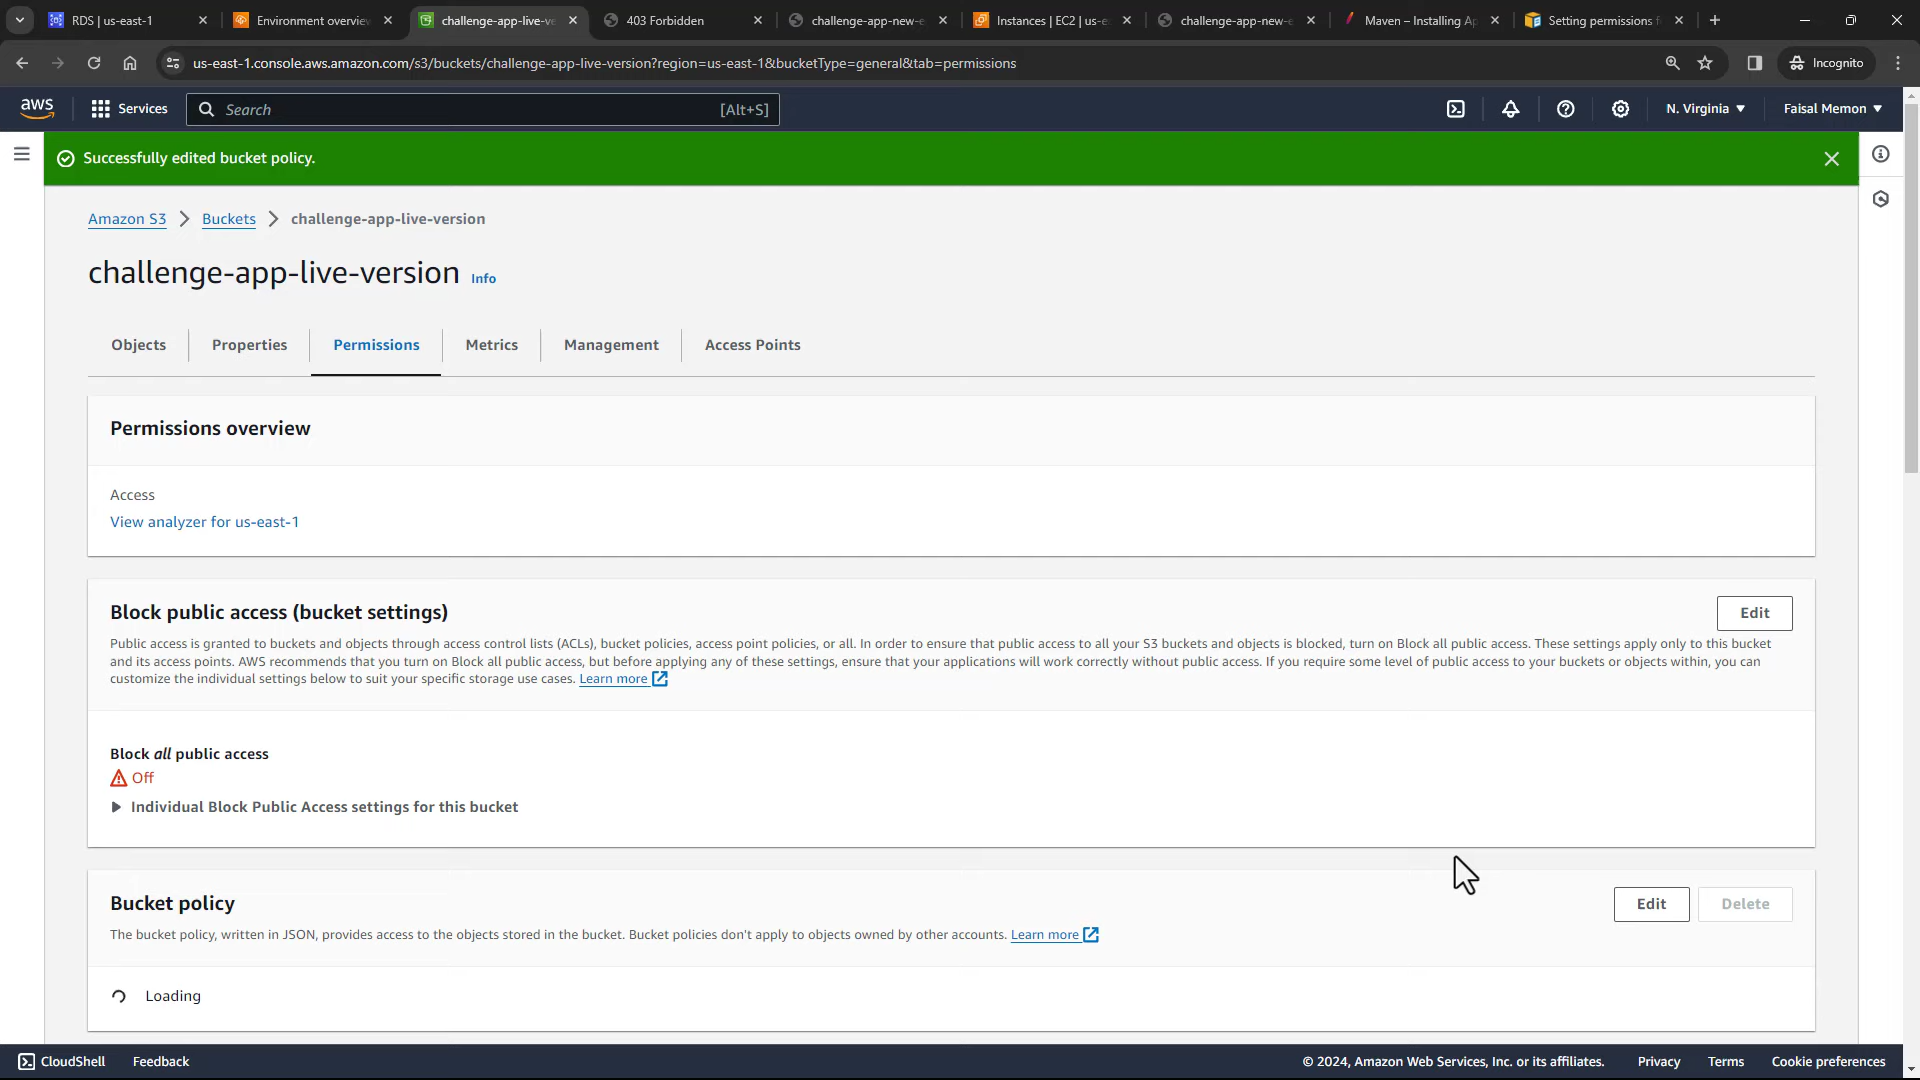 RDS | us-east-1
Environment overview
challenge-app-live-ve
403 Forbidden
challenge-app-new-e
Instances | EC2 | us-e
challenge-app-new-e
Maven – Installing Ap
Setting permissions f
us-east-1.console.aws.amazon.com/s3/buckets/challenge-app-live-version?region=us-east-1&bucketType=general&tab=permissions
Incognito
aws
Services
Search
[Alt+S]
N. Virginia
Faisal Memon
Successfully edited bucket policy.
Amazon S3
Buckets
challenge-app-live-version
challenge-app-live-version
Info
Objects
Properties
Permissions
Metrics
Management
Access Points
Permissions overview
Access
View analyzer for us-east-1
Block public access (bucket settings)
Edit
Public access is granted to buckets and objects through access control lists (ACLs), bucket policies, access point policies, or all. In order to ensure that public access to all your S3 buckets and objects is blocked, turn on Block all public access. These settings apply only to this bucket
and its access points. AWS recommends that you turn on Block all public access, but before applying any of these settings, ensure that your applications will work correctly without public access. If you require some level of public access to your buckets or objects within, you can
customize the individual settings below to suit your specific storage use cases. Learn more
Block all public access
Off
Individual Block Public Access settings for this bucket
Bucket policy
Edit
Delete
The bucket policy, written in JSON, provides access to the objects stored in the bucket. Bucket policies don't apply to objects owned by other accounts. Learn more
Loading
CloudShell
Feedback
© 2024, Amazon Web Services, Inc. or its affiliates.
Privacy
Terms
Cookie preferences